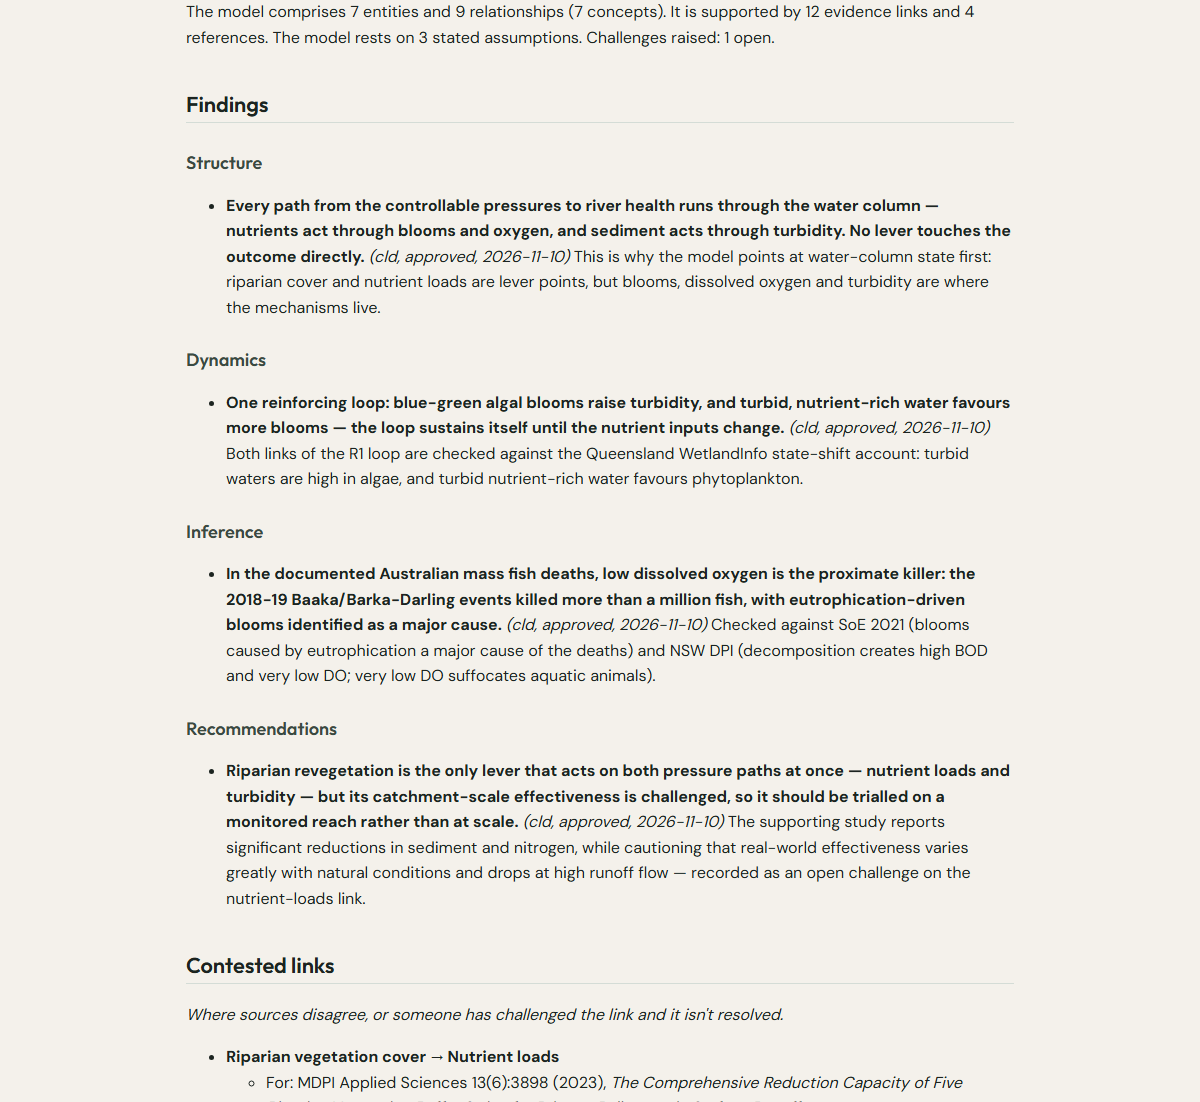 The model comprises 7 entities and 9 relationships (7 concepts). It is supported by 12 evidence links and 4
references. The model rests on 3 stated assumptions. Challenges raised: 1 open.
Findings
Structure
• Every path from the controllable pressures to river health runs through the water column —
nutrients act through blooms and oxygen, and sediment acts through turbidity. No lever touches the
outcome directly. (cld, approved, 2026-11-10) This is why the model points at water-column state first:
riparian cover and nutrient loads are lever points, but blooms, dissolved oxygen and turbidity are where
the mechanisms live.
Dynamics
• One reinforcing loop: blue-green algal blooms raise turbidity, and turbid, nutrient-rich water favours
more blooms — the loop sustains itself until the nutrient inputs change. (cld, approved, 2026-11-10)
Both links of the R1 loop are checked against the Queensland WetlandInfo state-shift account: turbid
waters are high in algae, and turbid nutrient-rich water favours phytoplankton.
Inference
• In the documented Australian mass fish deaths, low dissolved oxygen is the proximate killer: the
2018-19 Baaka/Barka-Darling events killed more than a million fish, with eutrophication-driven
blooms identified as a major cause. (cld, approved, 2026-11-10) Checked against SoE 2021 (blooms
caused by eutrophication a major cause of the deaths) and NSW DPI (decomposition creates high BOD
and very low DO; very low DO suffocates aquatic animals).
Recommendations
• Riparian revegetation is the only lever that acts on both pressure paths at once — nutrient loads and
turbidity — but its catchment-scale effectiveness is challenged, so it should be trialled on a
monitored reach rather than at scale. (cld, approved, 2026-11-10) The supporting study reports
significant reductions in sediment and nitrogen, while cautioning that real-world effectiveness varies
greatly with natural conditions and drops at high runoff flow — recorded as an open challenge on the
nutrient-loads link.
Contested links
Where sources disagree, or someone has challenged the link and it isn't resolved.
• Riparian vegetation cover → Nutrient loads
◦ For: MDPI Applied Sciences 13(6):3898 (2023), The Comprehensive Reduction Capacity of Five